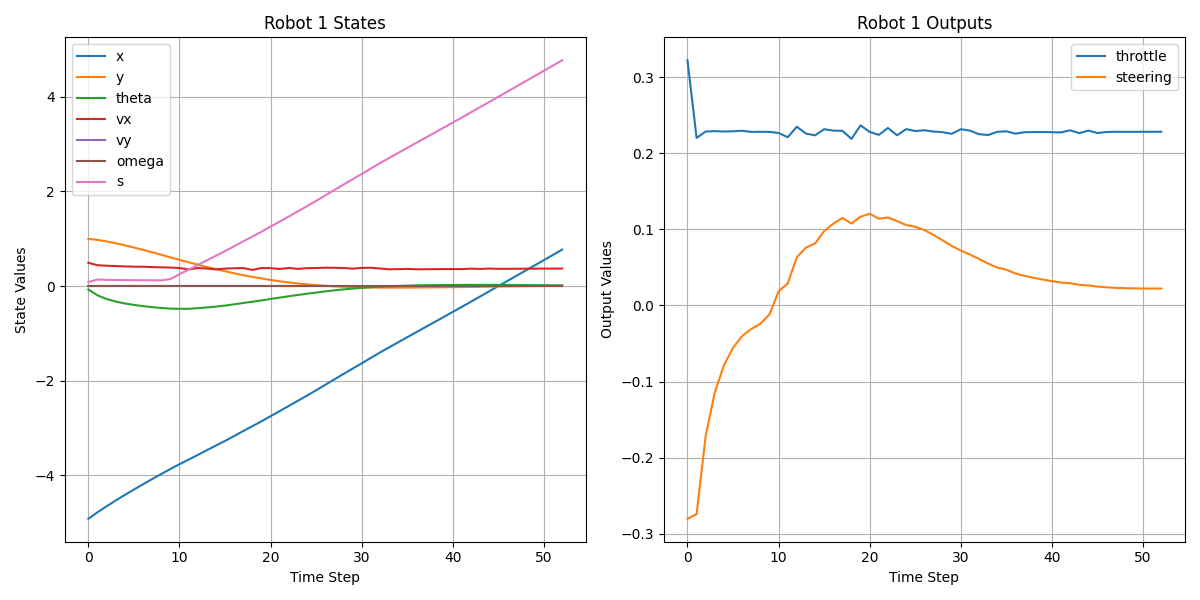 Robot 1 States
x
y
theta
vx
vy
omega
s
4
2
0
−2
−4
State Values
0 10 20 30 40 50
Time Step
Robot 1 Outputs
throttle
steering
0.3
0.2
0.1
0.0
−0.1
−0.2
−0.3
Output Values
0 10 20 30 40 50
Time Step